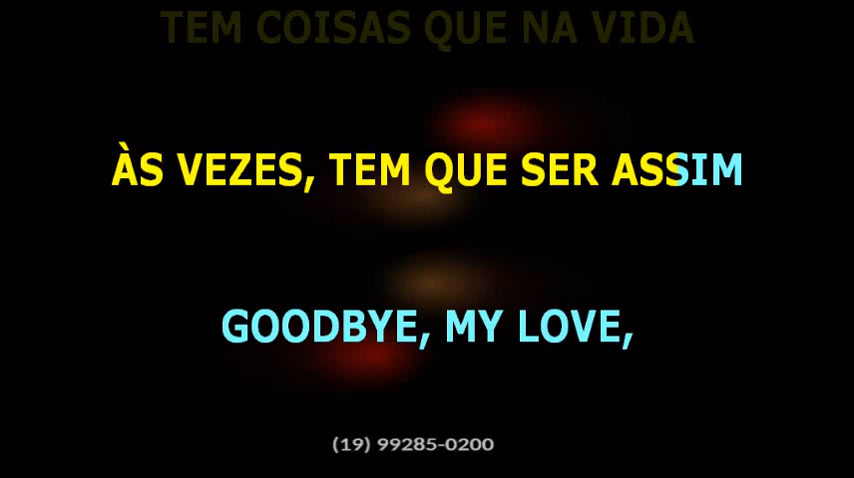 TEM COISAS QUE NA VIDA
ÀS VEZES, TEM QUE SER ASSIM
GOODBYE, MY LOVE,
(19) 99285-0200